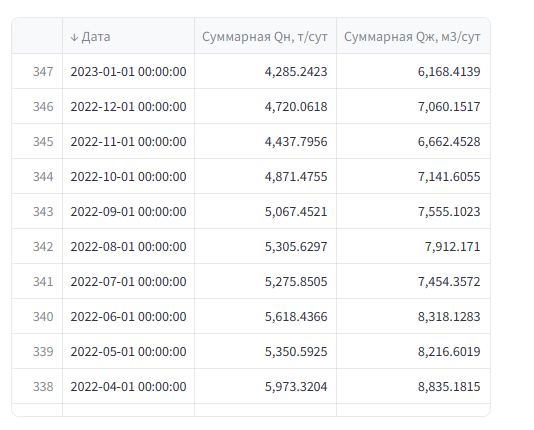 ↓ Дата Суммарная Qн, т/сут Суммарная Qж, м3/сут
347 2023-01-01 00:00:00 4,285.2423 6,168.4139
346 2022-12-01 00:00:00 4,720.0618 7,060.1517
345 2022-11-01 00:00:00 4,437.7956 6,662.4528
344 2022-10-01 00:00:00 4,871.4755 7,141.6055
343 2022-09-01 00:00:00 5,067.4521 7,555.1023
342 2022-08-01 00:00:00 5,305.6297 7,912.171
341 2022-07-01 00:00:00 5,275.8505 7,454.3572
340 2022-06-01 00:00:00 5,618.4366 8,318.1283
339 2022-05-01 00:00:00 5,350.5925 8,216.6019
338 2022-04-01 00:00:00 5,973.3204 8,835.1815